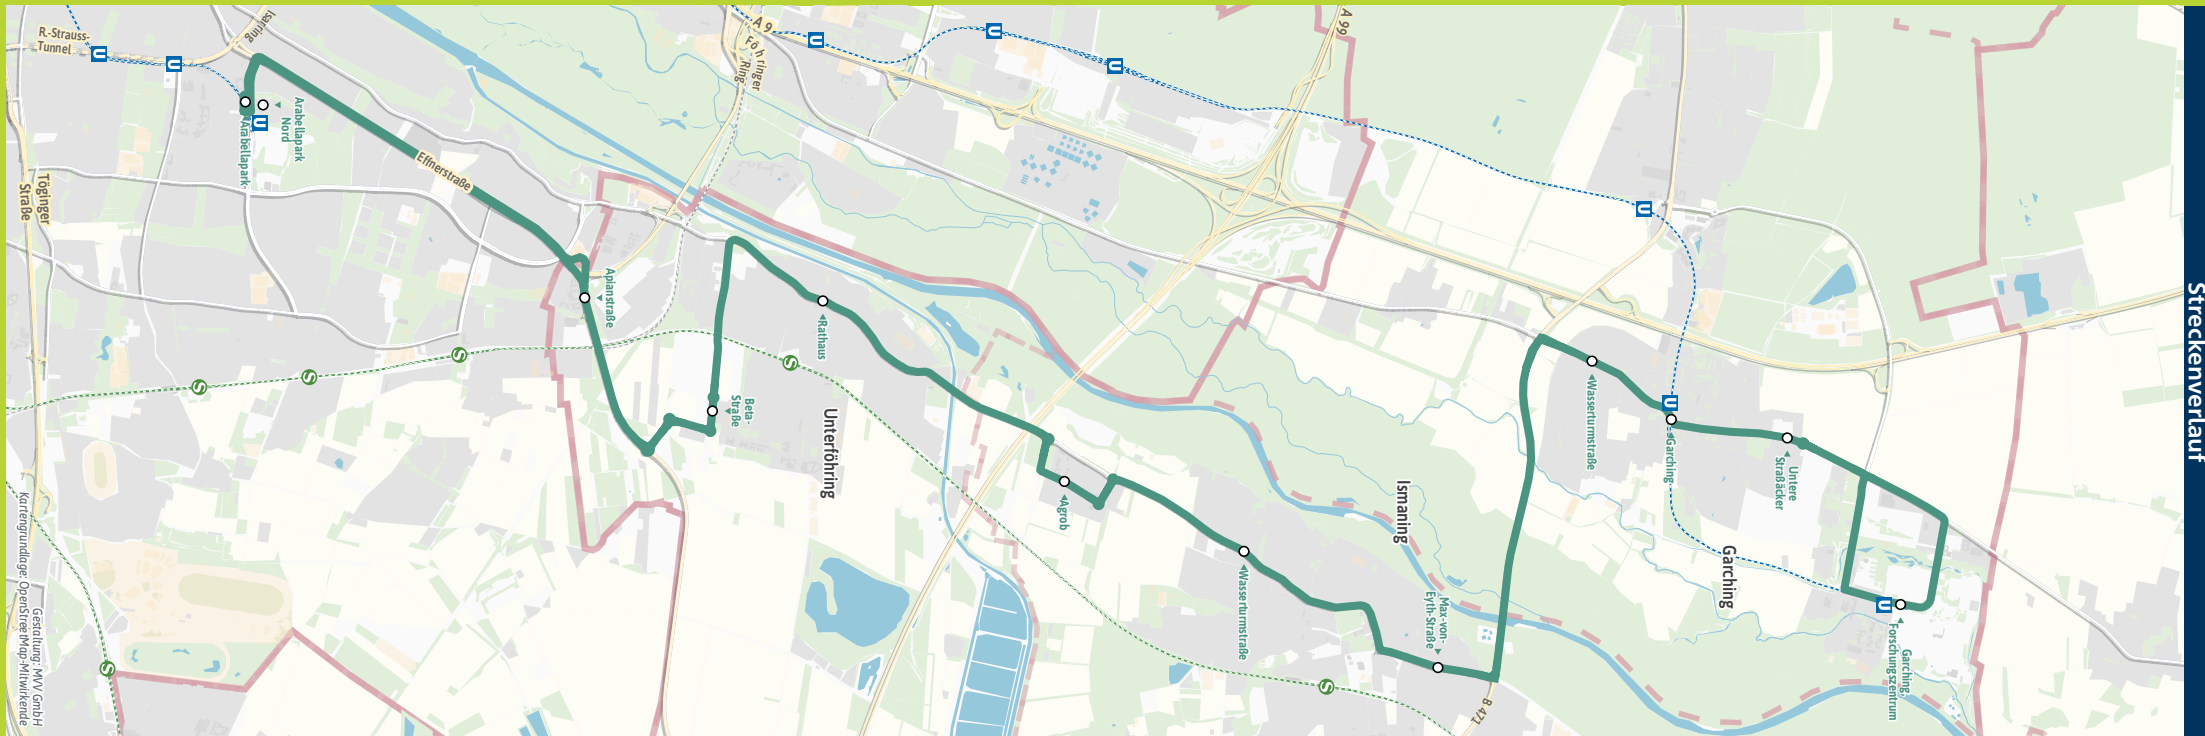 Streckenverlauf
R.-Strauss-
Tunnel
Isarring
A 9
Föhringer
Ring
A 99
U
U
U
U
U
U
U
U
U
Arabellapark
Nord
Arabellapark
Effnerstraße
Töginger
Straße
Apianstraße
Rathaus
Beta-
Straße
Unterföhring
S
S
S
S
S
S
Agrob
Wasserturmstraße
Ismaning
Max-von-
Eyth-Straße
B 471
Wasserturmstraße
Garching
Untere
Straßäcker
Garching
Garching,
Forschungszentrum
Gestaltung: MVV GmbH
Kartengrundlage: OpenStreetMap-Mitwirkende